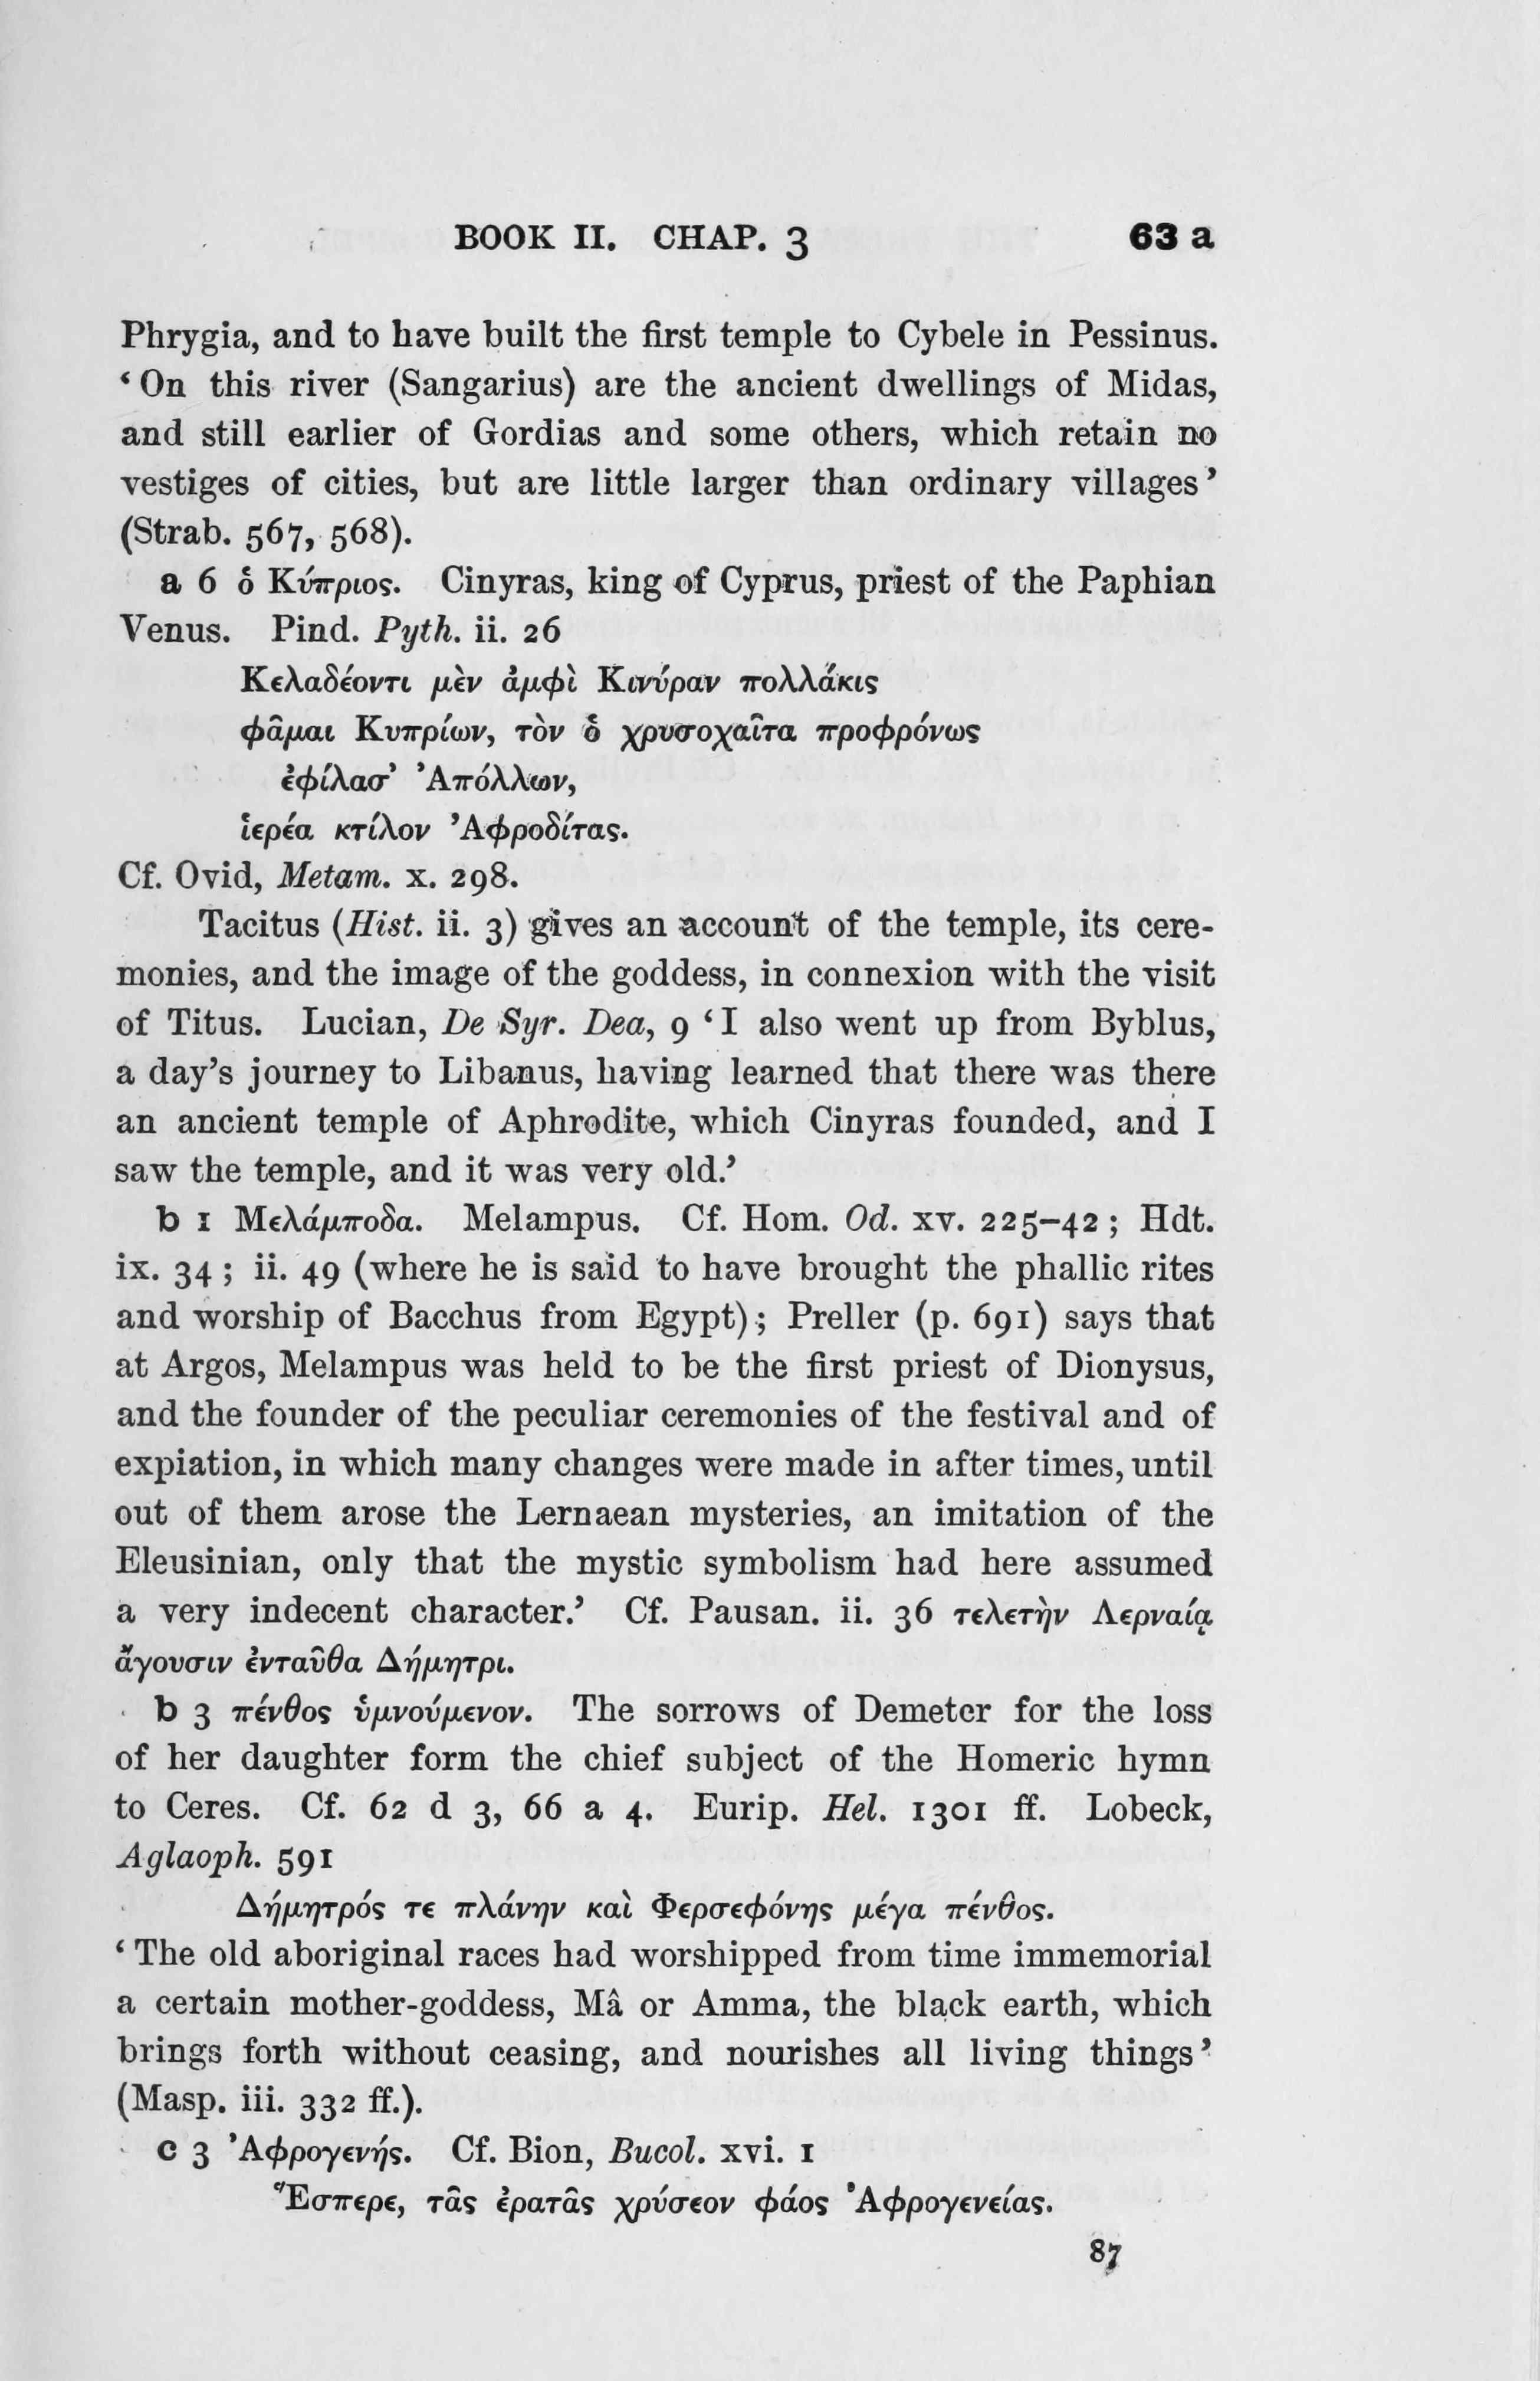 BOOK II. CHAP. 3 63 a
Phrygia, and to have built the first temple to Cybele in Pessinus.
‘On this river (Sangarius) are the ancient dwellings of Midas,
and still earlier of Gordias and some others, which retain no
vestiges of cities, but are little larger than ordinary villages’
(Strab. 567, 568).
a 6 ὁ Κύπριος. Cinyras, king of Cyprus, priest of the Paphian
Venus. Pind. Pyth. ii. 26
Κελαδέοντι μὲν ἀμφὶ Κινύραν πολλάκις
φᾶμαι Κυπρίων, τὸν ὁ χρυσοχαῖτα προφρόνως
ἐφίλασ’ Ἀπόλλων,
ἱερέα κτίλον Ἀφροδίτας.
Cf. Ovid, Metam. x. 298.
Tacitus (Hist. ii. 3) gives an account of the temple, its cere-
monies, and the image of the goddess, in connexion with the visit
of Titus. Lucian, De Syr. Dea, 9 ‘I also went up from Byblus,
a day’s journey to Libanus, having learned that there was there
an ancient temple of Aphrodite, which Cinyras founded, and I
saw the temple, and it was very old.’
b 1 Μελάμποδα. Melampus. Cf. Hom. Od. xv. 225–42; Hdt.
ix. 34; ii. 49 (where he is said to have brought the phallic rites
and worship of Bacchus from Egypt); Preller (p. 691) says that
at Argos, Melampus was held to be the first priest of Dionysus,
and the founder of the peculiar ceremonies of the festival and of
expiation, in which many changes were made in after times, until
out of them arose the Lernaean mysteries, an imitation of the
Eleusinian, only that the mystic symbolism had here assumed
a very indecent character.’ Cf. Pausan. ii. 36 τελετὴν Λερναίᾳ
ἄγουσιν ἐνταῦθα Δήμητρι.
b 3 πένθος ὑμνούμενον. The sorrows of Demeter for the loss
of her daughter form the chief subject of the Homeric hymn
to Ceres. Cf. 62 d 3, 66 a 4. Eurip. Hel. 1301 ff. Lobeck,
Aglaoph. 591
Δήμητρός τε πλάνην καὶ Φερσεφόνης μέγα πένθος.
‘The old aboriginal races had worshipped from time immemorial
a certain mother-goddess, Mâ or Amma, the black earth, which
brings forth without ceasing, and nourishes all living things’
(Masp. iii. 332 ff.).
c 3 Ἀφρογενής. Cf. Bion, Bucol. xvi. 1
Ἕσπερε, τᾶς ἐρατᾶς χρύσεον φάος Ἀφρογενείας.
87